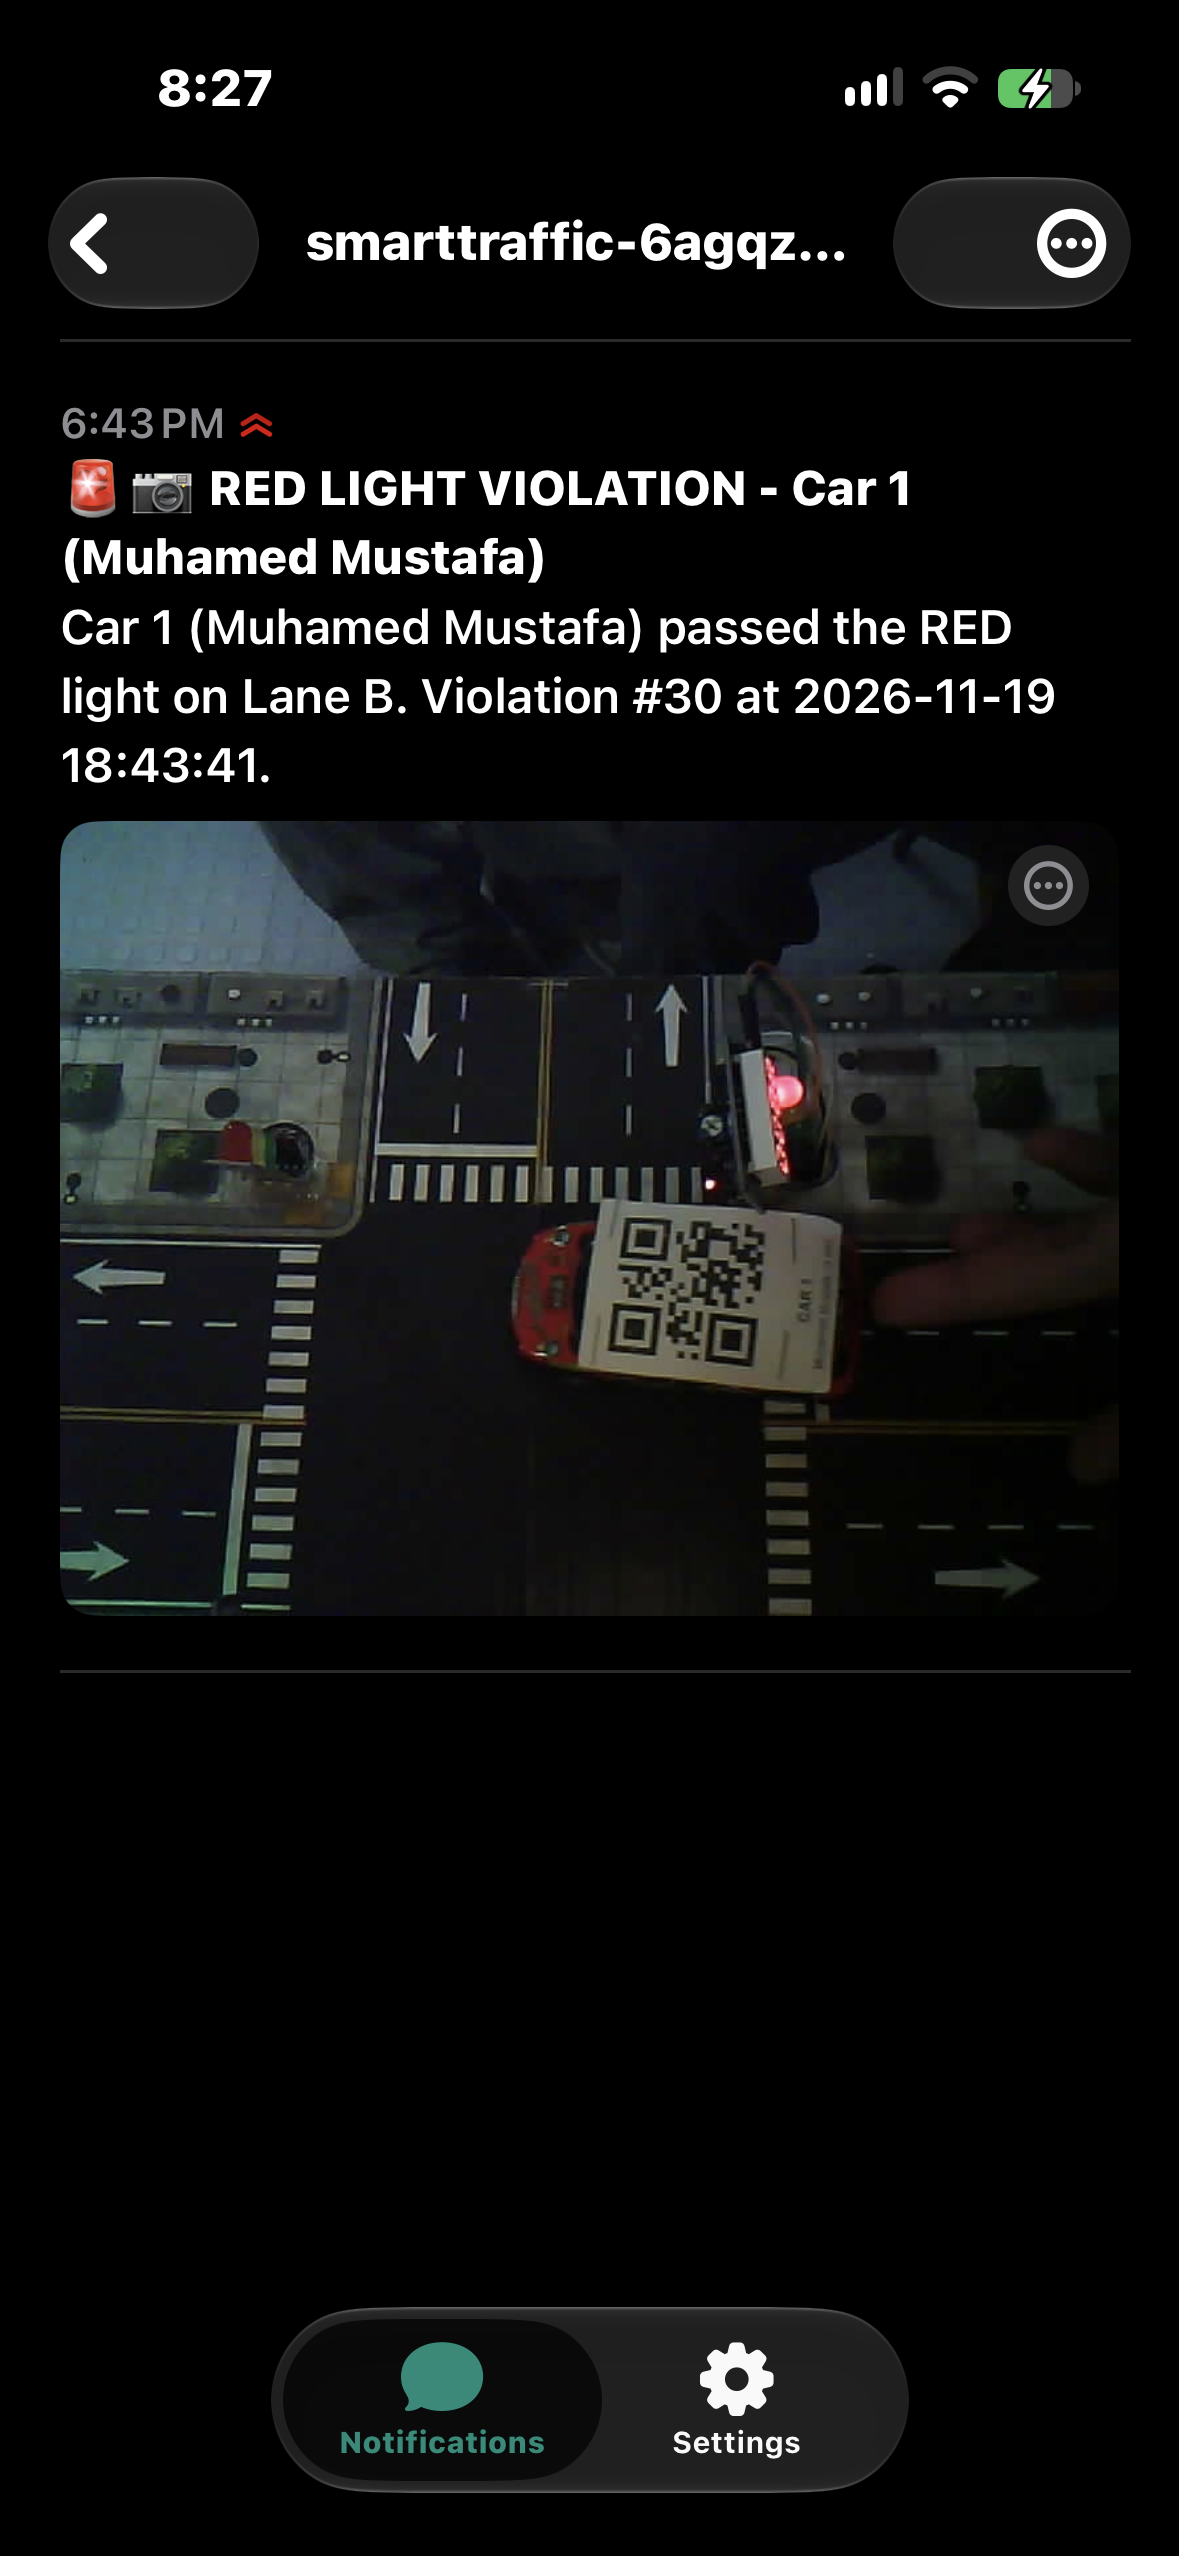 8:27
smarttraffic-6agqz...
6:43 PM
RED LIGHT VIOLATION - Car 1
(Muhamed Mustafa)
Car 1 (Muhamed Mustafa) passed the RED
light on Lane B. Violation #30 at 2026-11-19
18:43:41.
CAR 1
Notifications
Settings